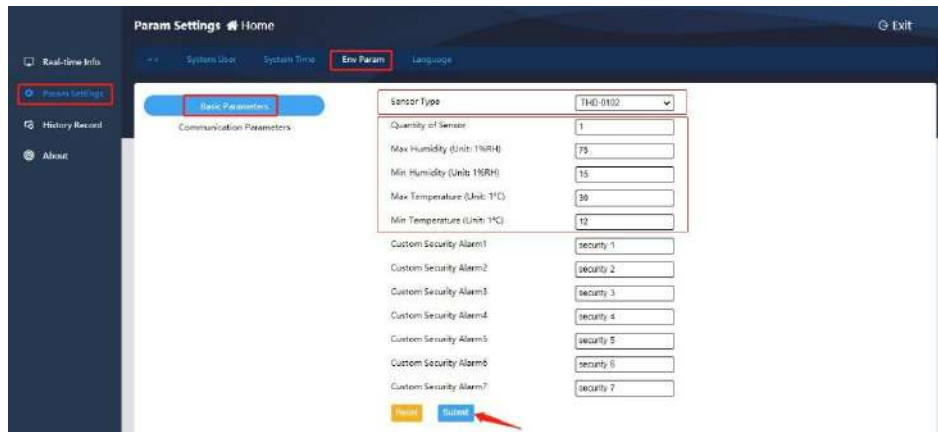 Param Settings Home
Exit
Real-time Info
Param Settings
History Record
About
<< System User System Time Env Param Language
Basic Parameters
Communication Parameters
Sensor Type THD-0102
Quantity of Sensor 1
Max Humidity (Unit: 1%RH) 75
Min Humidity (Unit: 1%RH) 15
Max Temperature (Unit: 1°C) 30
Min Temperature (Unit: 1°C) 12
Custom Security Alarm1 security 1
Custom Security Alarm2 security 2
Custom Security Alarm3 security 3
Custom Security Alarm4 security 4
Custom Security Alarm5 security 5
Custom Security Alarm6 security 6
Custom Security Alarm7 security 7
Reset Submit